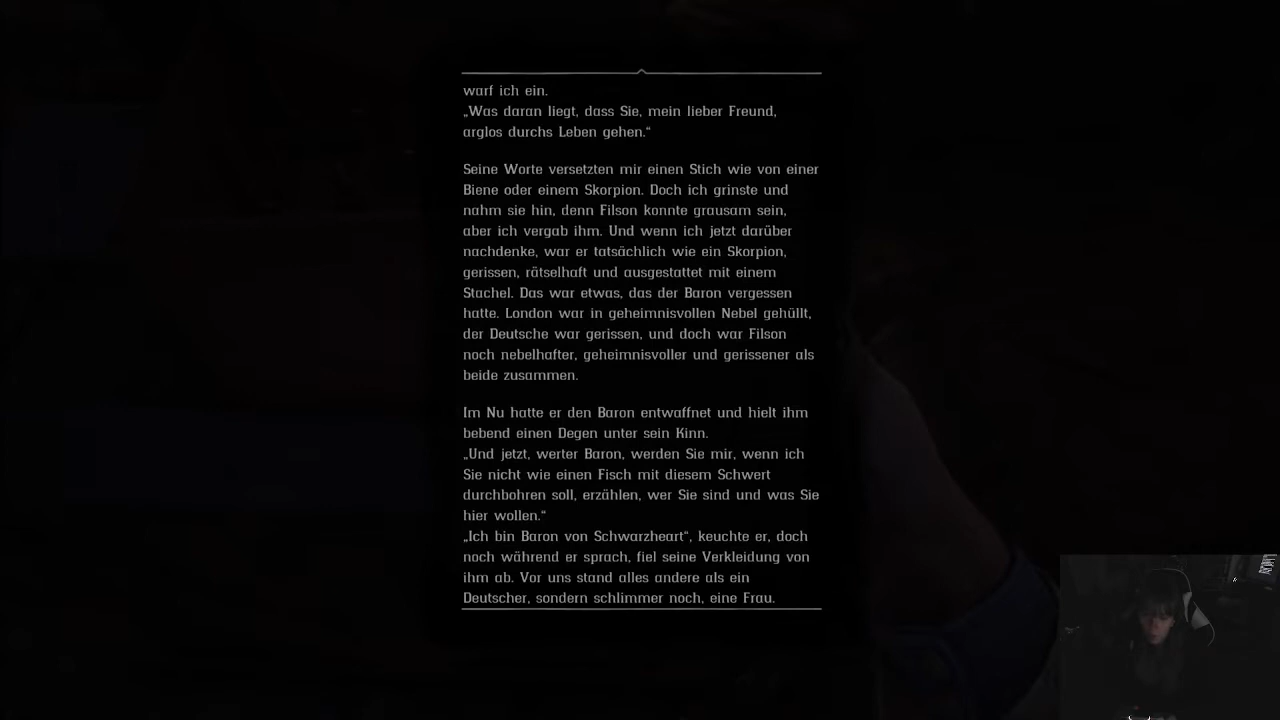 warf ich ein.
„Was daran liegt, dass Sie, mein lieber Freund,
arglos durchs Leben gehen.“
Seine Worte versetzten mir einen Stich wie von einer
Biene oder einem Skorpion. Doch ich grinste und
nahm sie hin, denn Filson konnte grausam sein,
aber ich vergab ihm. Und wenn ich jetzt darüber
nachdenke, war er tatsächlich wie ein Skorpion,
gerissen, rätselhaft und ausgestattet mit einem
Stachel. Das war etwas, das der Baron vergessen
hatte. London war in geheimnisvollen Nebel gehüllt,
der Deutsche war gerissen, und doch war Filson
noch nebelhafter, geheimnisvoller und gerissener als
beide zusammen.
Im Nu hatte er den Baron entwaffnet und hielt ihm
bebend einen Degen unter sein Kinn.
„Und jetzt, werter Baron, werden Sie mir, wenn ich
Sie nicht wie einen Fisch mit diesem Schwert
durchbohren soll, erzählen, wer Sie sind und was Sie
hier wollen.“
„Ich bin Baron von Schwarzheart“, keuchte er, doch
noch während er sprach, fiel seine Verkleidung von
ihm ab. Vor uns stand alles andere als ein
Deutscher, sondern schlimmer noch, eine Frau.